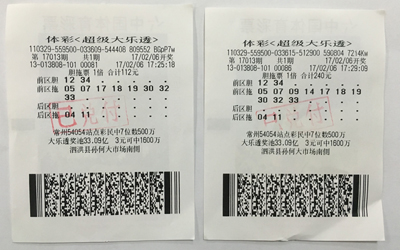 体彩<超级大乐透>
110329-559500-033609-544408 809552 BGpP7w
第 17013期 共1期 17/02/06开奖
13-013808-101 00081 17/02/06 17:25:18
胆拖票 1倍 合计112元
前区胆 12 34
前区拖 05 07 17 18 19 30 32
33
后区胆
后区拖 04 11
已兑付
常州54054站点彩民中7位数500万
大乐透奖池33.09亿 3元可中1600万
泗洪县孙何大市场南侧
体彩<超级大乐透>
110329-559500-033615-512900 590804 7214Kw
第 17013期 共1期 17/02/06开奖
13-013808-101 00086 17/02/06 17:29:09
胆拖票 1倍 合计240元
前区胆 12 34
前区拖 05 07 09 14 17 18 19
30 32 33
后区胆
后区拖 04 11
常州54054站点彩民中7位数500万
大乐透奖池33.09亿 3元可中1600万
泗洪县孙何大市场南侧